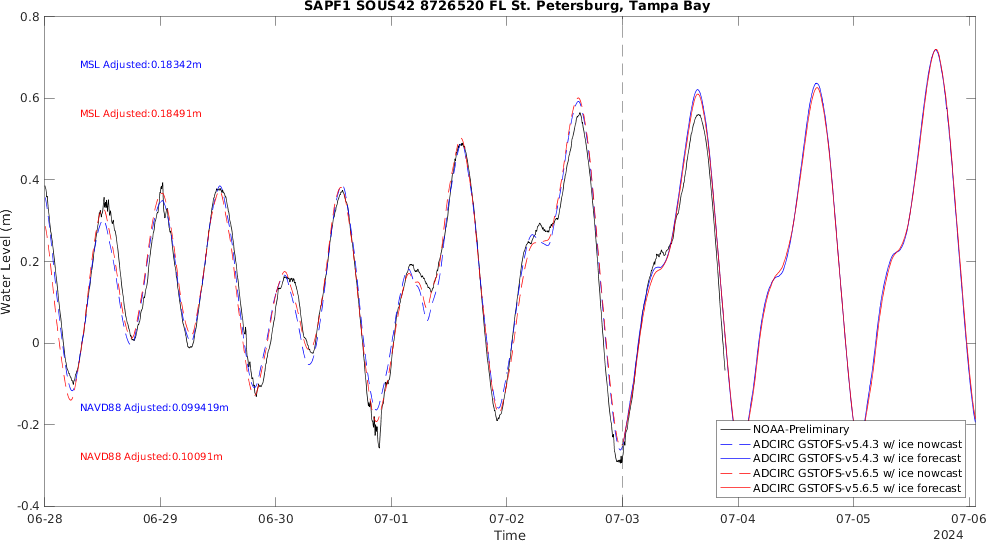 SAPF1 SOUS42 8726520 FL St. Petersburg, Tampa Bay
0.8
0.6
0.4
0.2
0
-0.2
-0.4
Water Level (m)
MSL Adjusted:0.18342m
MSL Adjusted:0.18491m
NAVD88 Adjusted:0.099419m
NAVD88 Adjusted:0.10091m
NOAA-Preliminary
ADCIRC GSTOFS-v5.4.3 w/ ice nowcast
ADCIRC GSTOFS-v5.4.3 w/ ice forecast
ADCIRC GSTOFS-v5.6.5 w/ ice nowcast
ADCIRC GSTOFS-v5.6.5 w/ ice forecast
06-28 06-29 06-30 07-01 07-02 07-03 07-04 07-05 07-06
Time
2024